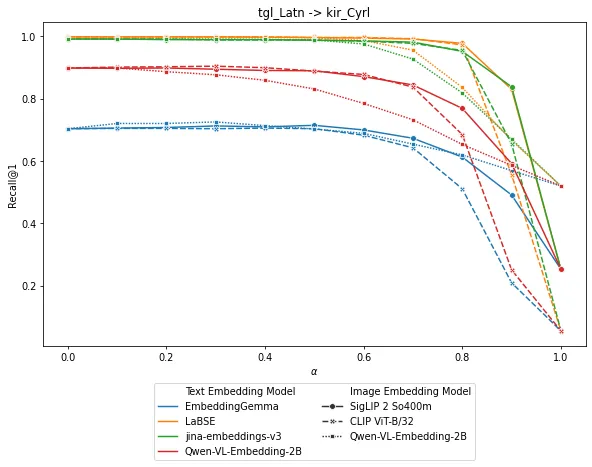 tgl_Latn -> kir_Cyrl
1.0
0.8
0.6
0.4
0.2
Recall@1
0.0 0.2 0.4 0.6 0.8 1.0
α
Text Embedding Model Image Embedding Model
EmbeddingGemma SigLIP 2 So400m
LaBSE CLIP ViT-B/32
jina-embeddings-v3 Qwen-VL-Embedding-2B
Qwen-VL-Embedding-2B